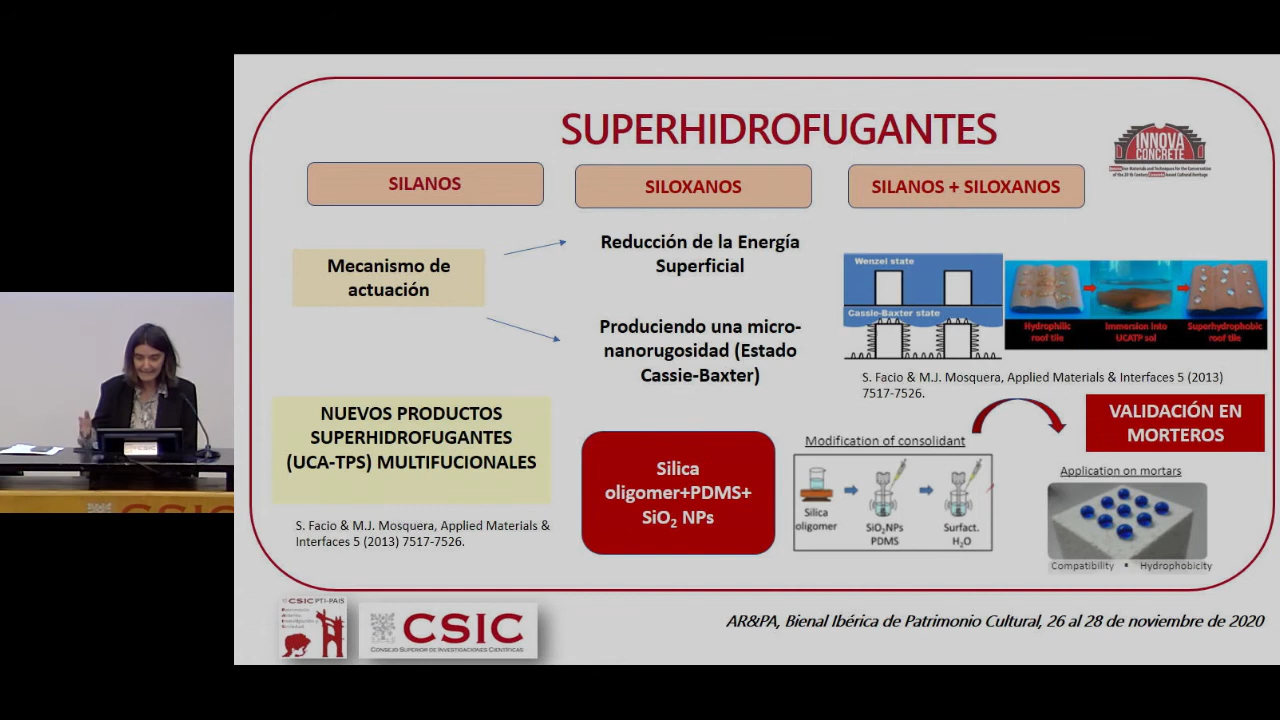 SUPERHIDROFUGANTES
INNOVA
CONCRETE
SILANOS
SILOXANOS
SILANOS + SILOXANOS
Mecanismo de
actuación
Reducción de la Energía
Superficial
Produciendo una micro-
nanorugosidad (Estado
Cassie-Baxter)
Wenzel state
Cassie-Baxter state
Hydrophilic
roof tile
Immersion into
UCATP sol
Superhydrophobic
roof tile
S. Facio & M.J. Mosquera, Applied Materials & Interfaces 5 (2013)
7517-7526.
NUEVOS PRODUCTOS
SUPERHIDROFUGANTES
(UCA-TPS) MULTIFUCIONALES
S. Facio & M.J. Mosquera, Applied Materials &
Interfaces 5 (2013) 7517-7526.
Silica
oligomer+PDMS+
SiO₂ NPs
Modification of consolidant
Silica
oligomer
SiO₂NPs
PDMS
Surfact.
H₂O
VALIDACIÓN EN
MORTEROS
Application on mortars
Compatibility ▪ Hydrophobicity
CSIC PTI-PAIS
CSIC
CONSEJO SUPERIOR DE INVESTIGACIONES CIENTÍFICAS
AR&PA, Bienal Ibérica de Patrimonio Cultural, 26 al 28 de noviembre de 2020
CSIC